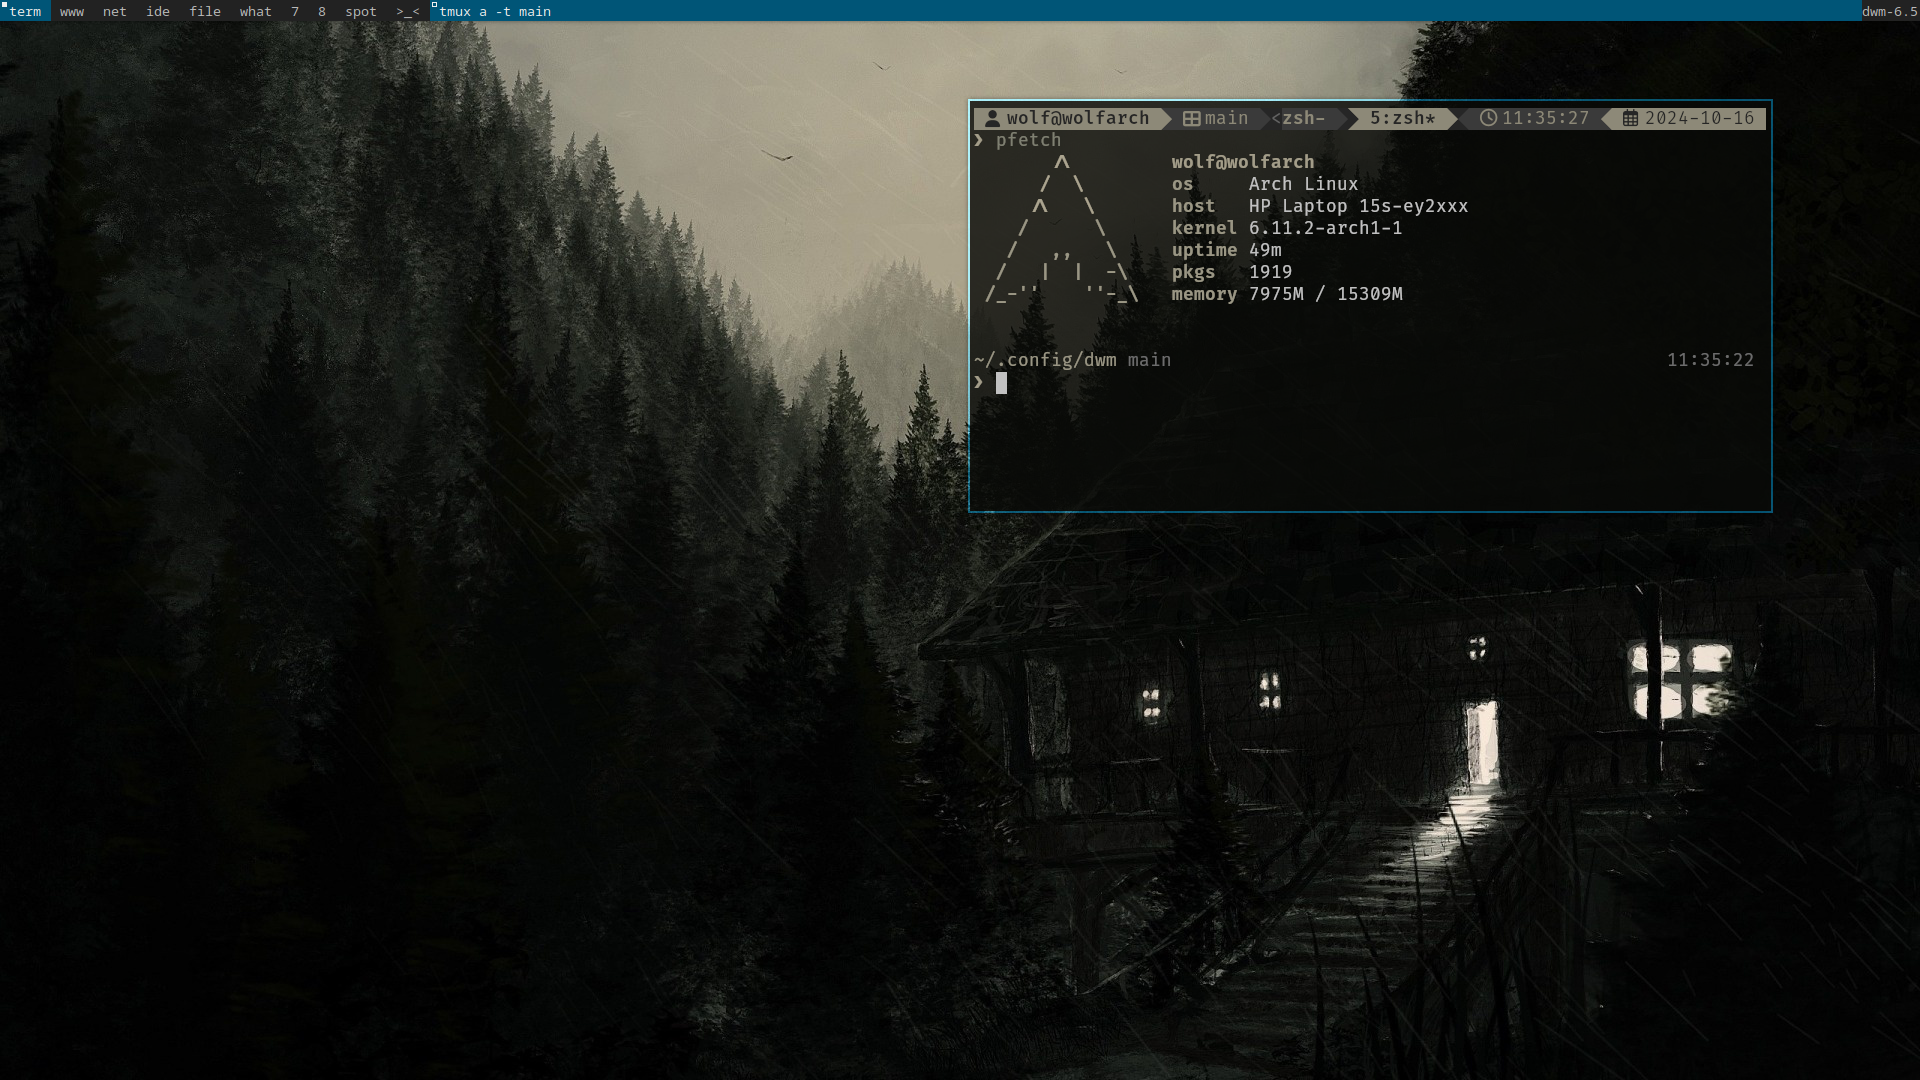 term www net ide file what 7 8 spot >_< tmux a -t main dwm-6.5
wolf@wolfarch main <zsh- 5:zsh* 11:35:27 2024-10-16
❯ pfetch
wolf@wolfarch
os Arch Linux
host HP Laptop 15s-ey2xxx
kernel 6.11.2-arch1-1
uptime 49m
pkgs 1919
memory 7975M / 15309M
~/.config/dwm main 11:35:22
❯